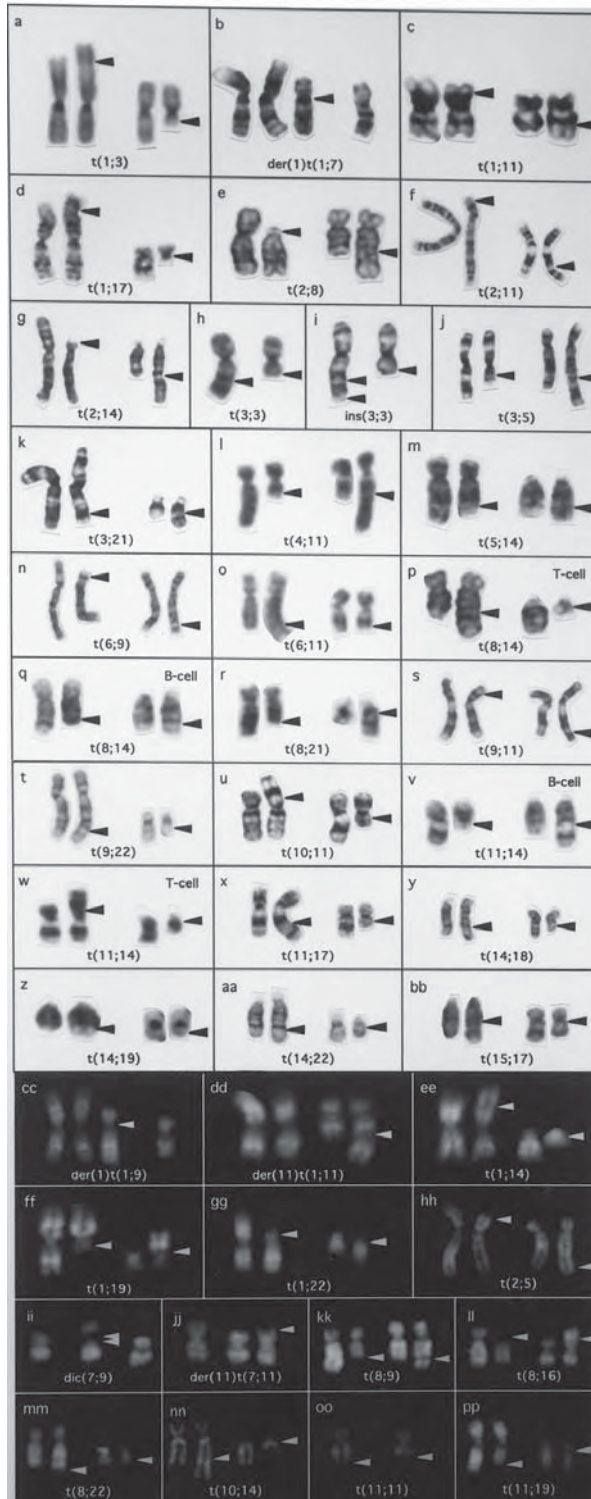 a
t(1;3)
b
der(1)t(1;7)
c
t(1;11)
d
t(1;17)
e
t(2;8)
f
t(2;11)
g
t(2;14)
h
t(3;3)
i
ins(3;3)
j
t(3;5)
k
t(3;21)
l
t(4;11)
m
t(5;14)
n
t(6;9)
o
t(6;11)
p
T-cell
t(8;14)
q
B-cell
t(8;14)
r
t(8;21)
s
t(9;11)
t
t(9;22)
u
t(10;11)
v
B-cell
t(11;14)
w
T-cell
t(11;14)
x
t(11;17)
y
t(14;18)
z
t(14;19)
aa
t(14;22)
bb
t(15;17)
cc
der(1)t(1;9)
dd
der(11)t(1;11)
ee
t(1;14)
ff
t(1;19)
gg
t(1;22)
hh
t(2;5)
ii
dic(7;9)
jj
der(11)t(7;11)
kk
t(8;9)
ll
t(8;16)
mm
t(8;22)
nn
t(10;14)
oo
t(11;11)
pp
t(11;19)